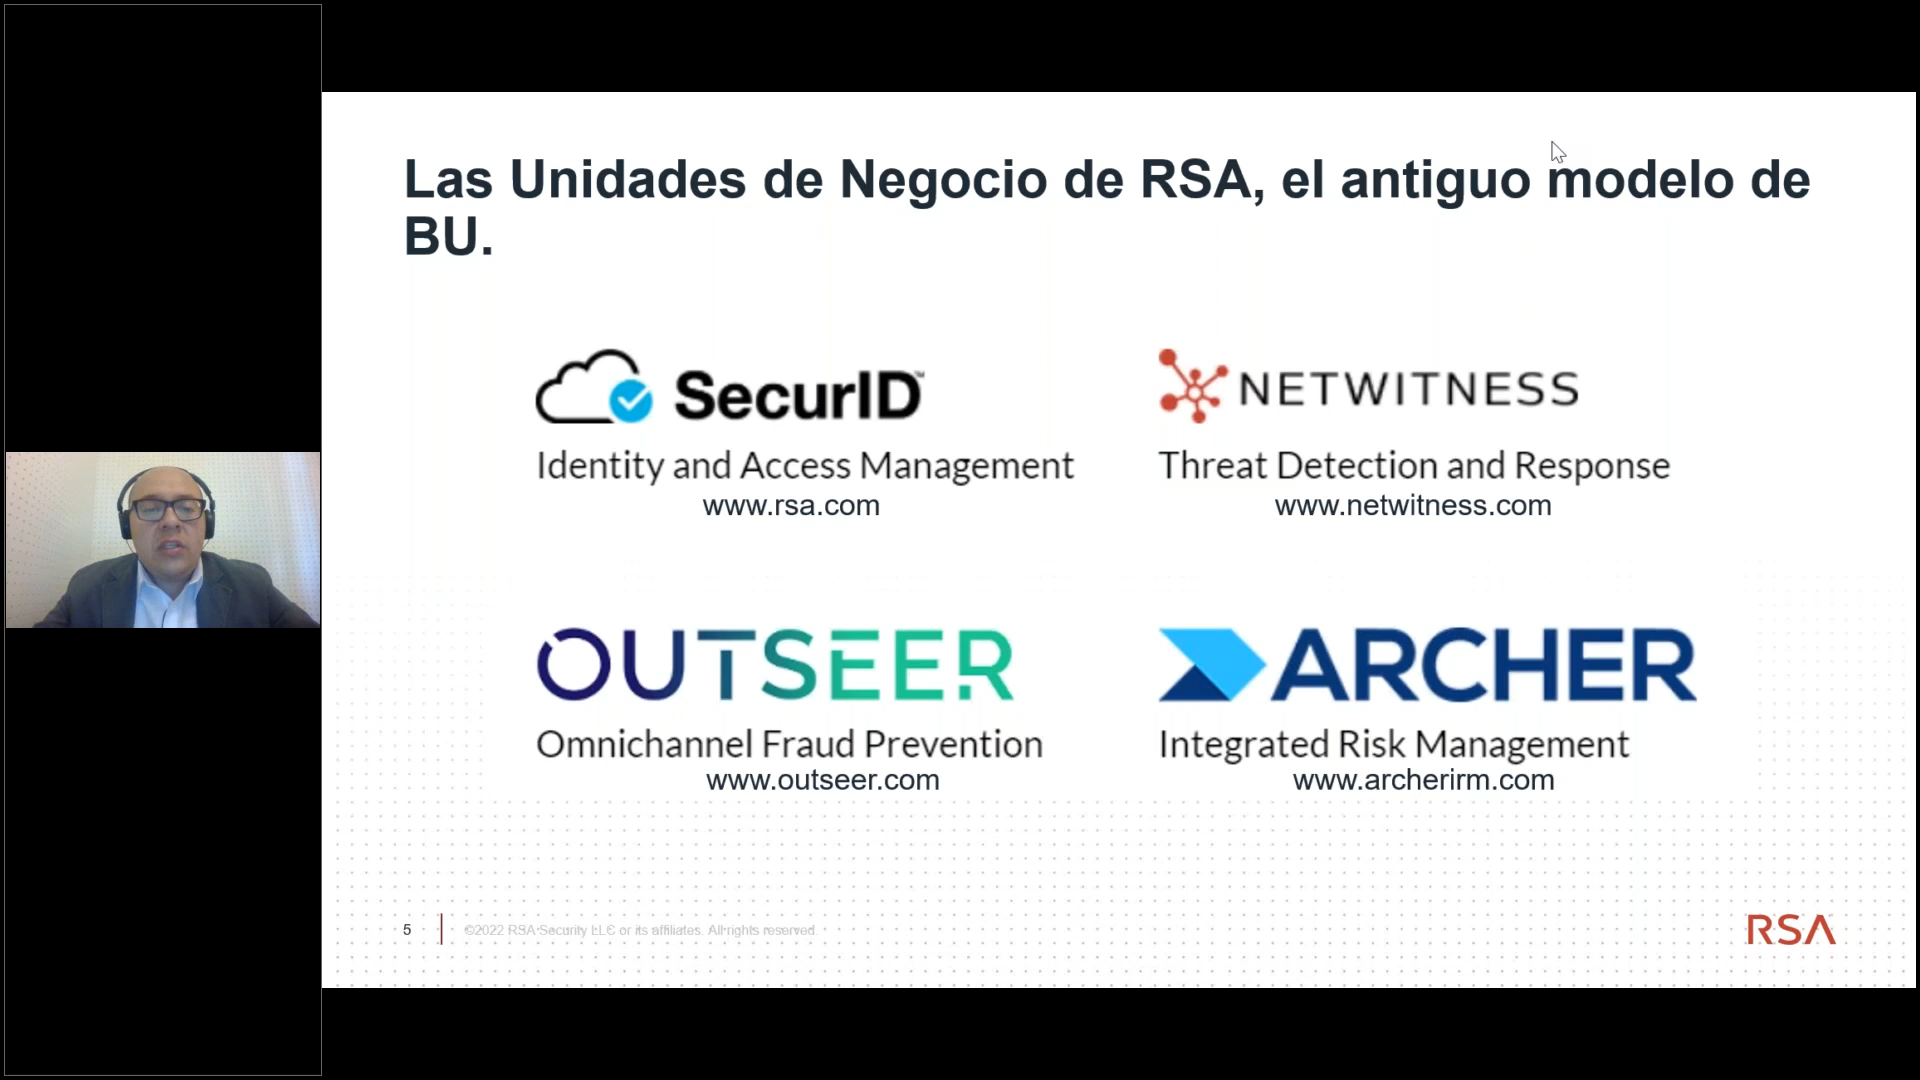 Las Unidades de Negocio de RSA, el antiguo modelo de
BU.
SecurID™
Identity and Access Management
www.rsa.com
NETWITNESS
Threat Detection and Response
www.netwitness.com
OUTSEER
Omnichannel Fraud Prevention
www.outseer.com
ARCHER
Integrated Risk Management
www.archerirm.com
5
©2022 RSA Security LLC or its affiliates. All rights reserved.
RSA